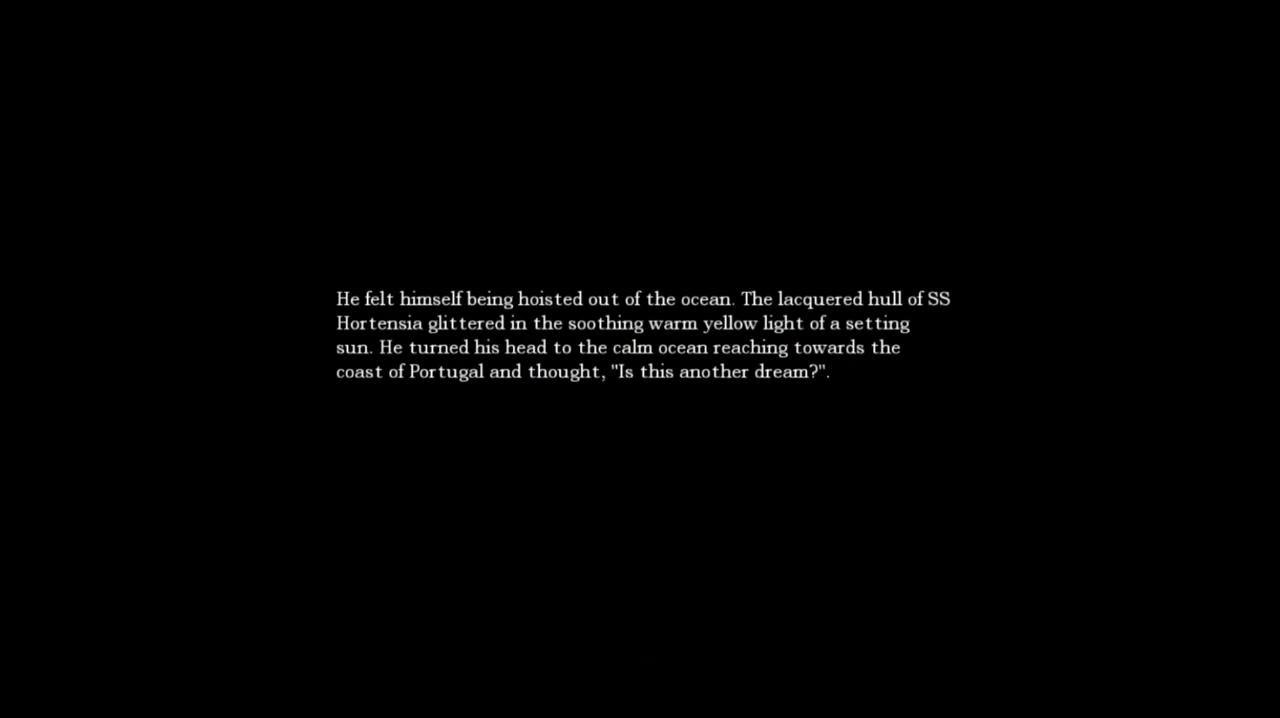 He felt himself being hoisted out of the ocean. The lacquered hull of SS
Hortensia glittered in the soothing warm yellow light of a setting
sun. He turned his head to the calm ocean reaching towards the
coast of Portugal and thought, "Is this another dream?".